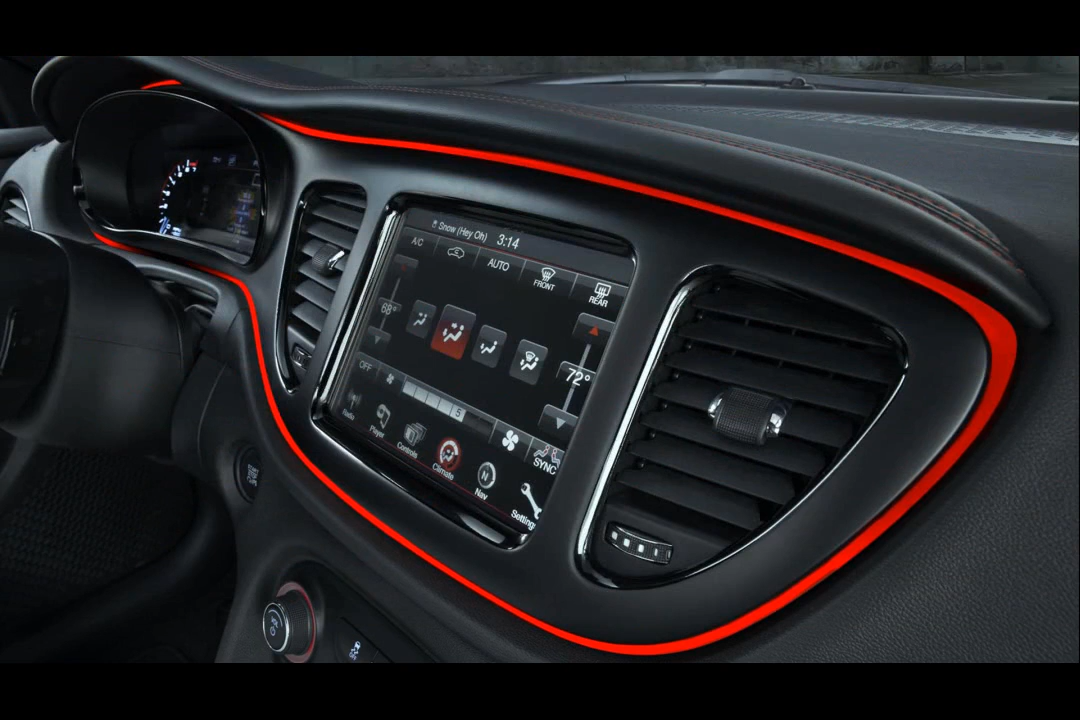 Snow (Hey Oh) 3:14
A/C AUTO FRONT REAR
68°
72°
OFF 5 SYNC
Radio Player Controls Climate Nav Settings
N